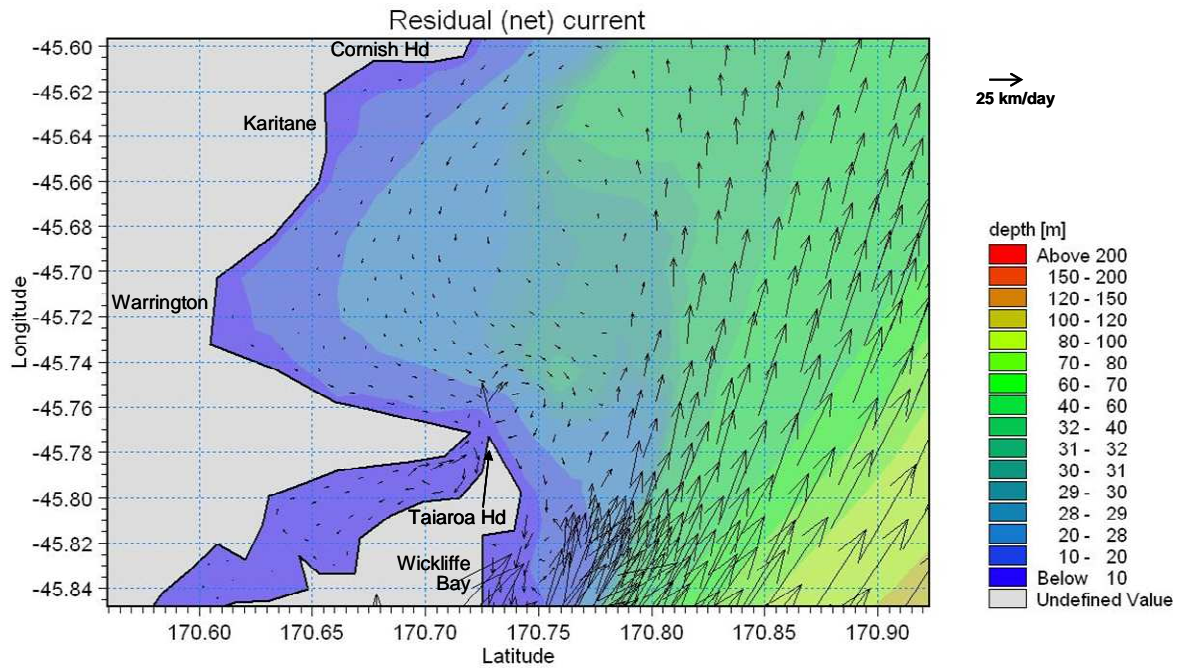 Residual (net) current
-45.60
-45.62
-45.64
-45.66
-45.68
-45.70
-45.72
-45.74
-45.76
-45.78
-45.80
-45.82
-45.84
Longitude
Cornish Hd
Karitane
Warrington
Taiaroa Hd
Wickliffe
Bay
170.60 170.65 170.70 170.75 170.80 170.85 170.90
Latitude
25 km/day
depth [m]
Above 200
150 - 200
120 - 150
100 - 120
80 - 100
70 - 80
60 - 70
40 - 60
32 - 40
31 - 32
30 - 31
29 - 30
28 - 29
20 - 28
10 - 20
Below 10
Undefined Value